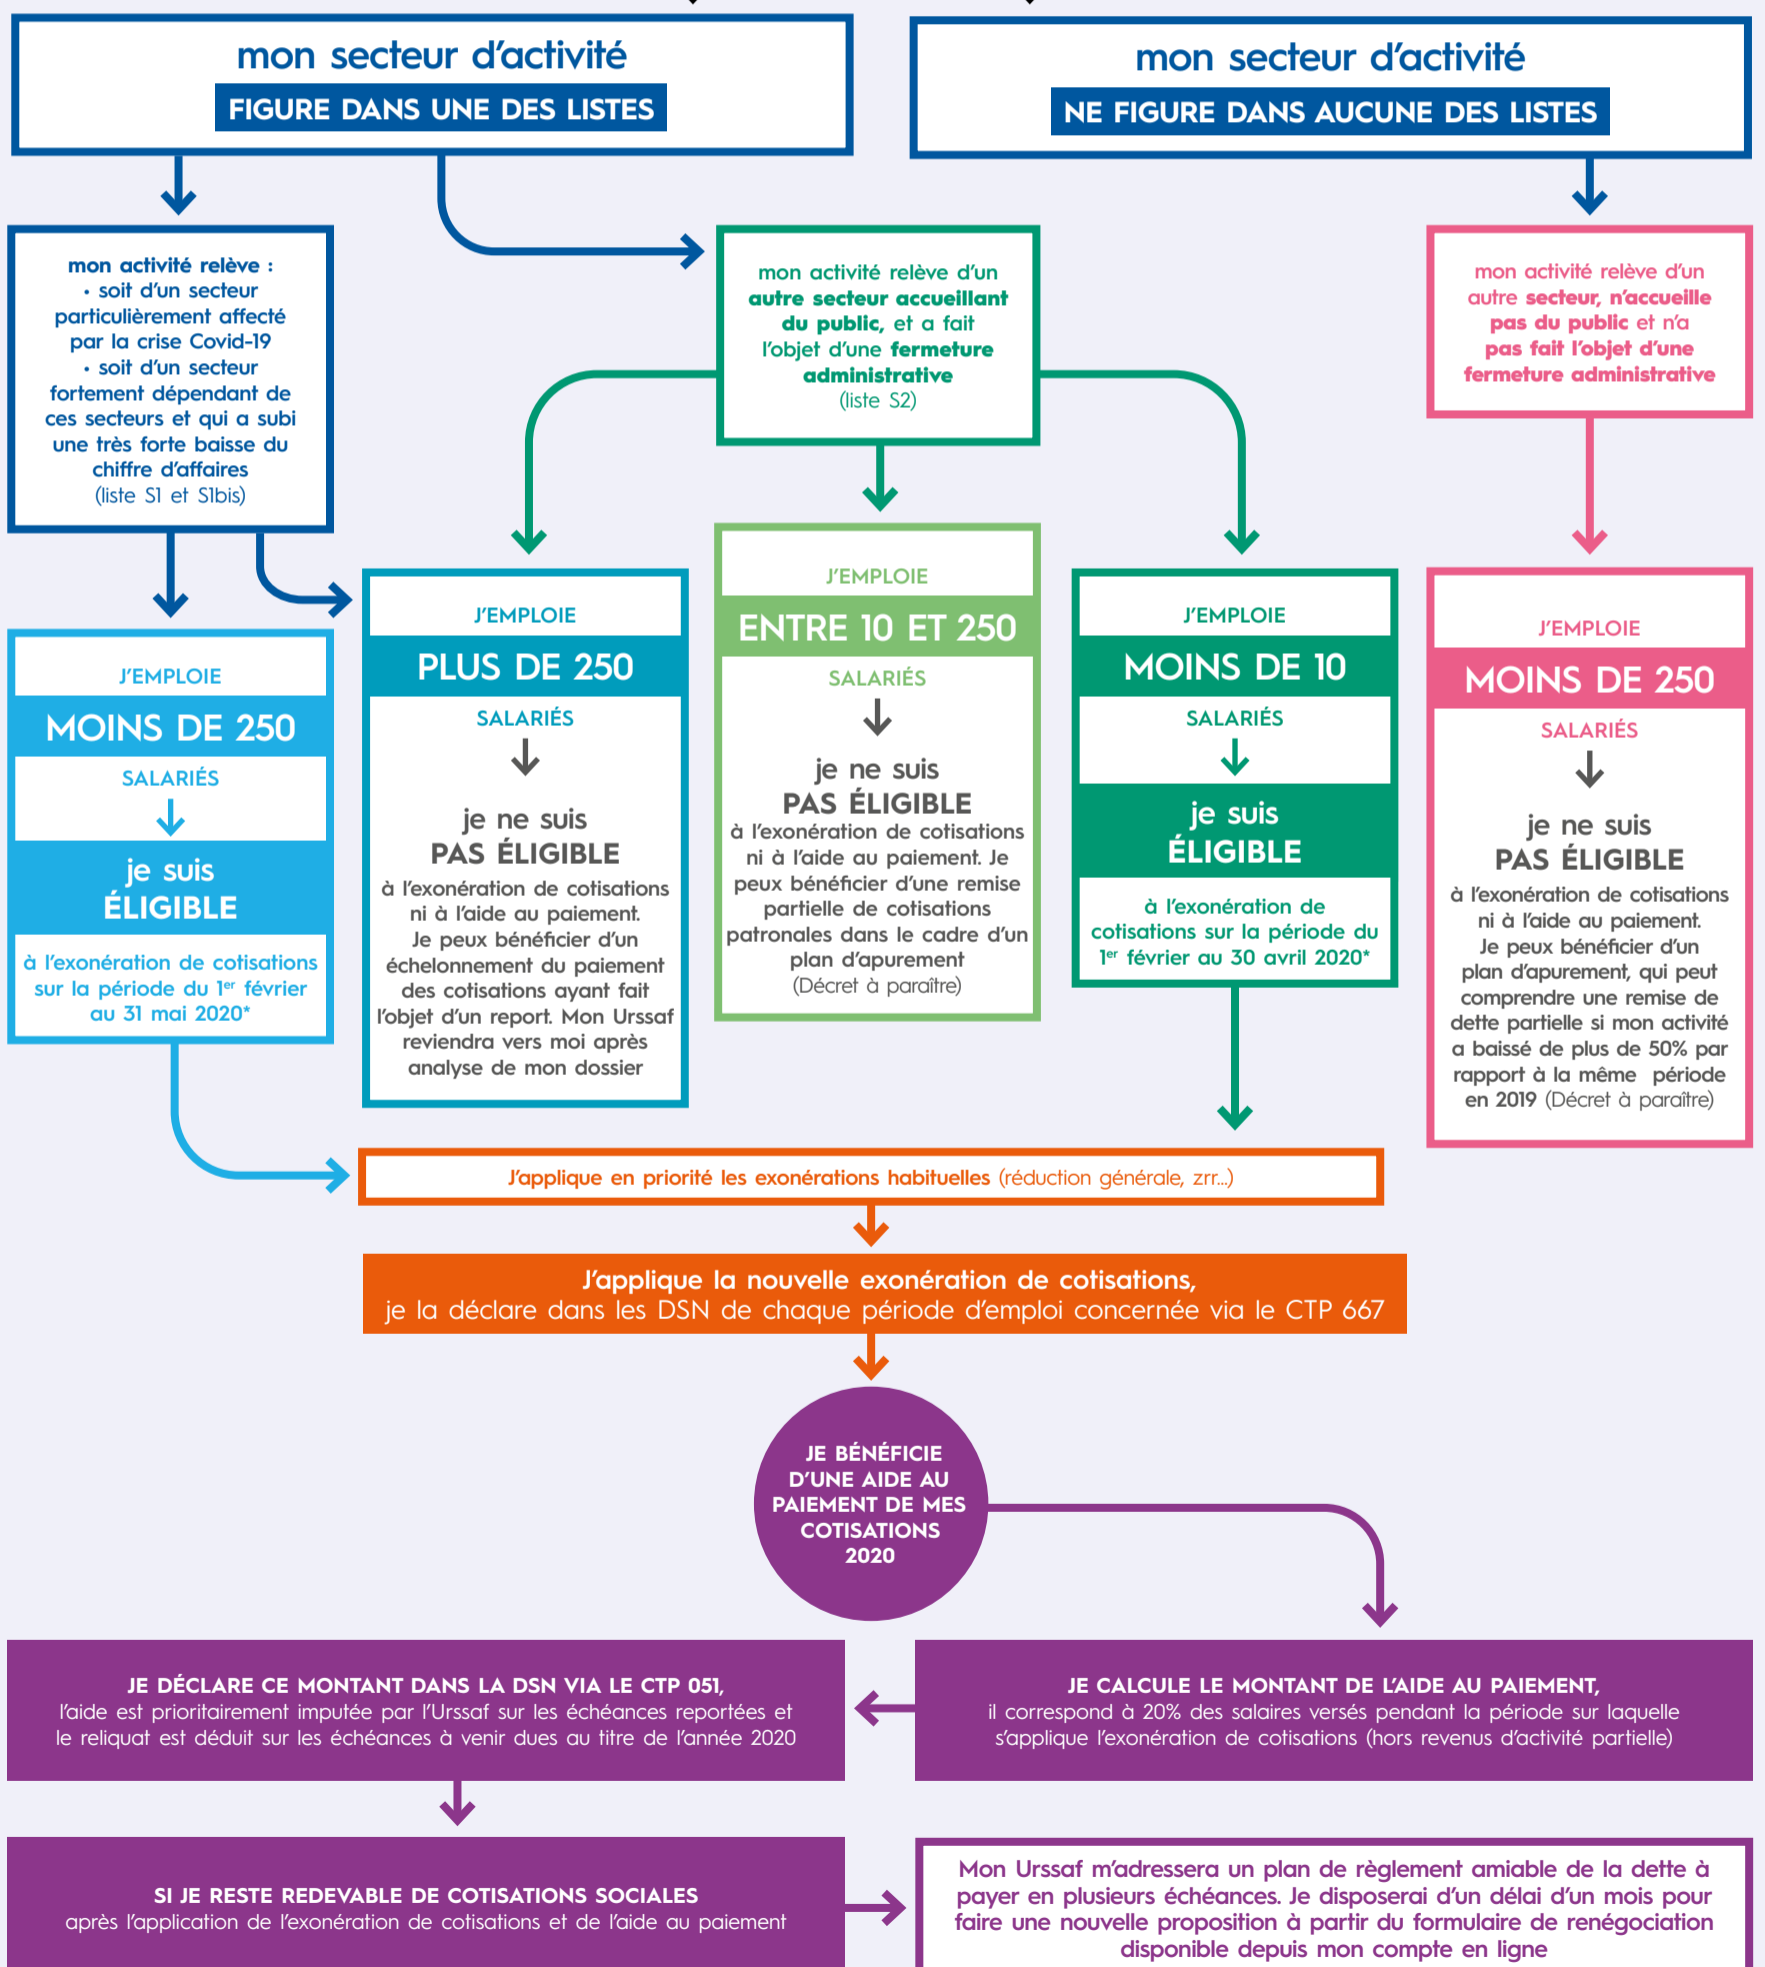 mon secteur d'activité
FIGURE DANS UNE DES LISTES
mon secteur d'activité
NE FIGURE DANS AUCUNE DES LISTES
mon activité relève :
• soit d'un secteur
particulièrement affecté
par la crise Covid-19
• soit d'un secteur
fortement dépendant de
ces secteurs et qui a subi
une très forte baisse du
chiffre d'affaires
(liste S1 et S1bis)
mon activité relève d'un
autre secteur accueillant
du public, et a fait
l'objet d'une fermeture
administrative
(liste S2)
mon activité relève d'un
autre secteur, n'accueille
pas du public et n'a
pas fait l'objet d'une
fermeture administrative
J'EMPLOIE
MOINS DE 250
SALARIÉS
je suis
ÉLIGIBLE
à l'exonération de cotisations
sur la période du 1er février
au 31 mai 2020*
J'EMPLOIE
PLUS DE 250
SALARIÉS
je ne suis
PAS ÉLIGIBLE
à l'exonération de cotisations
ni à l'aide au paiement.
Je peux bénéficier d'un
échelonnement du paiement
des cotisations ayant fait
l'objet d'un report. Mon Urssaf
reviendra vers moi après
analyse de mon dossier
J'EMPLOIE
ENTRE 10 ET 250
SALARIÉS
je ne suis
PAS ÉLIGIBLE
à l'exonération de cotisations
ni à l'aide au paiement. Je
peux bénéficier d'une remise
partielle de cotisations
patronales dans le cadre d'un
plan d'apurement
(Décret à paraître)
J'EMPLOIE
MOINS DE 10
SALARIÉS
je suis
ÉLIGIBLE
à l'exonération de
cotisations sur la période du
1er février au 30 avril 2020*
J'EMPLOIE
MOINS DE 250
SALARIÉS
je ne suis
PAS ÉLIGIBLE
à l'exonération de cotisations
ni à l'aide au paiement.
Je peux bénéficier d'un
plan d'apurement, qui peut
comprendre une remise de
dette partielle si mon activité
a baissé de plus de 50% par
rapport à la même période
en 2019 (Décret à paraître)
J'applique en priorité les exonérations habituelles (réduction générale, zrr...)
J'applique la nouvelle exonération de cotisations,
je la déclare dans les DSN de chaque période d'emploi concernée via le CTP 667
JE BÉNÉFICIE
D'UNE AIDE AU
PAIEMENT DE MES
COTISATIONS
2020
JE DÉCLARE CE MONTANT DANS LA DSN VIA LE CTP 051,
l'aide est prioritairement imputée par l'Urssaf sur les échéances reportées et
le reliquat est déduit sur les échéances à venir dues au titre de l'année 2020
JE CALCULE LE MONTANT DE L'AIDE AU PAIEMENT,
il correspond à 20% des salaires versés pendant la période sur laquelle
s'applique l'exonération de cotisations (hors revenus d'activité partielle)
SI JE RESTE REDEVABLE DE COTISATIONS SOCIALES
après l'application de l'exonération de cotisations et de l'aide au paiement
Mon Urssaf m'adressera un plan de règlement amiable de la dette à
payer en plusieurs échéances. Je disposerai d'un délai d'un mois pour
faire une nouvelle proposition à partir du formulaire de renégociation
disponible depuis mon compte en ligne